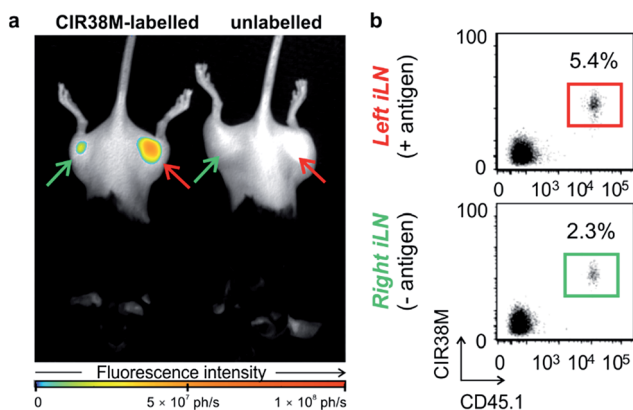 a
CIR38M-labelled unlabelled
Fluorescence intensity
0 5 × 10⁷ ph/s 1 × 10⁸ ph/s
b
Left iLN
(+ antigen)
100
5.4%
0
0 10³ 10⁴ 10⁵
Right iLN
(- antigen)
100
2.3%
0
0 10³ 10⁴ 10⁵
CIR38M
CD45.1